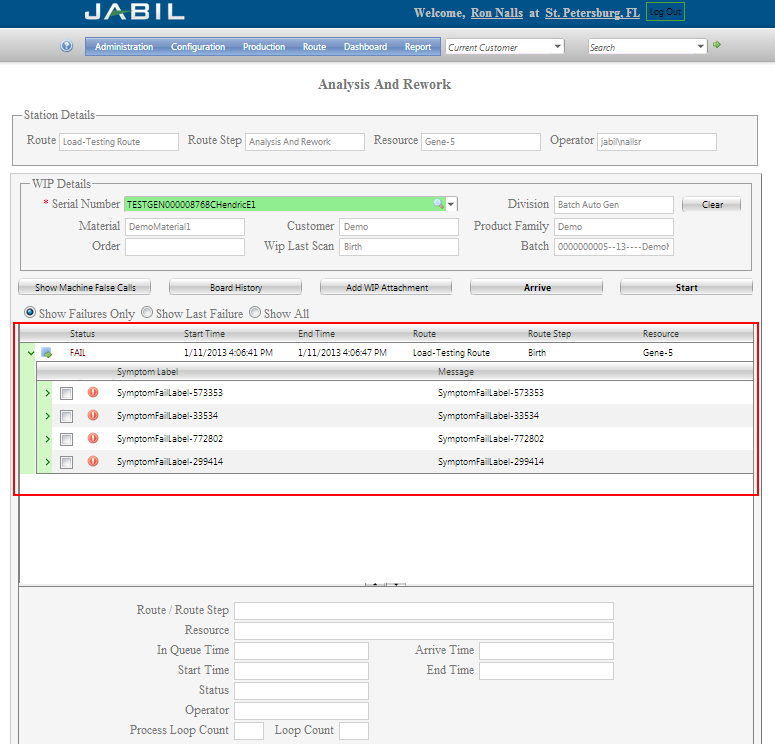 JABIL
Welcome, Ron Nalls at St. Petersburg, FL Log Out
Administration Configuration Production Route Dashboard Report Current Customer Search
Analysis And Rework
Station Details
Route Load-Testing Route Route Step Analysis And Rework Resource Gene-5 Operator jabil\nallsr
WIP Details
* Serial Number TESTGEN000008768CHendricE1 Division Batch Auto Gen Clear
Material DemoMaterial1 Customer Demo Product Family Demo
Order Wip Last Scan Birth Batch 0000000005--13----Demo
Show Machine False Calls Board History Add WIP Attachment Arrive Start
Show Failures Only Show Last Failure Show All
Status Start Time End Time Route Route Step Resource
FAIL 1/11/2013 4:06:41 PM 1/11/2013 4:06:47 PM Load-Testing Route Birth Gene-5
Symptom Label Message
SymptomFailLabel-573353 SymptomFailLabel-573353
SymptomFailLabel-33534 SymptomFailLabel-33534
SymptomFailLabel-772802 SymptomFailLabel-772802
SymptomFailLabel-299414 SymptomFailLabel-299414
Route / Route Step
Resource
In Queue Time Arrive Time
Start Time End Time
Status
Operator
Process Loop Count Loop Count